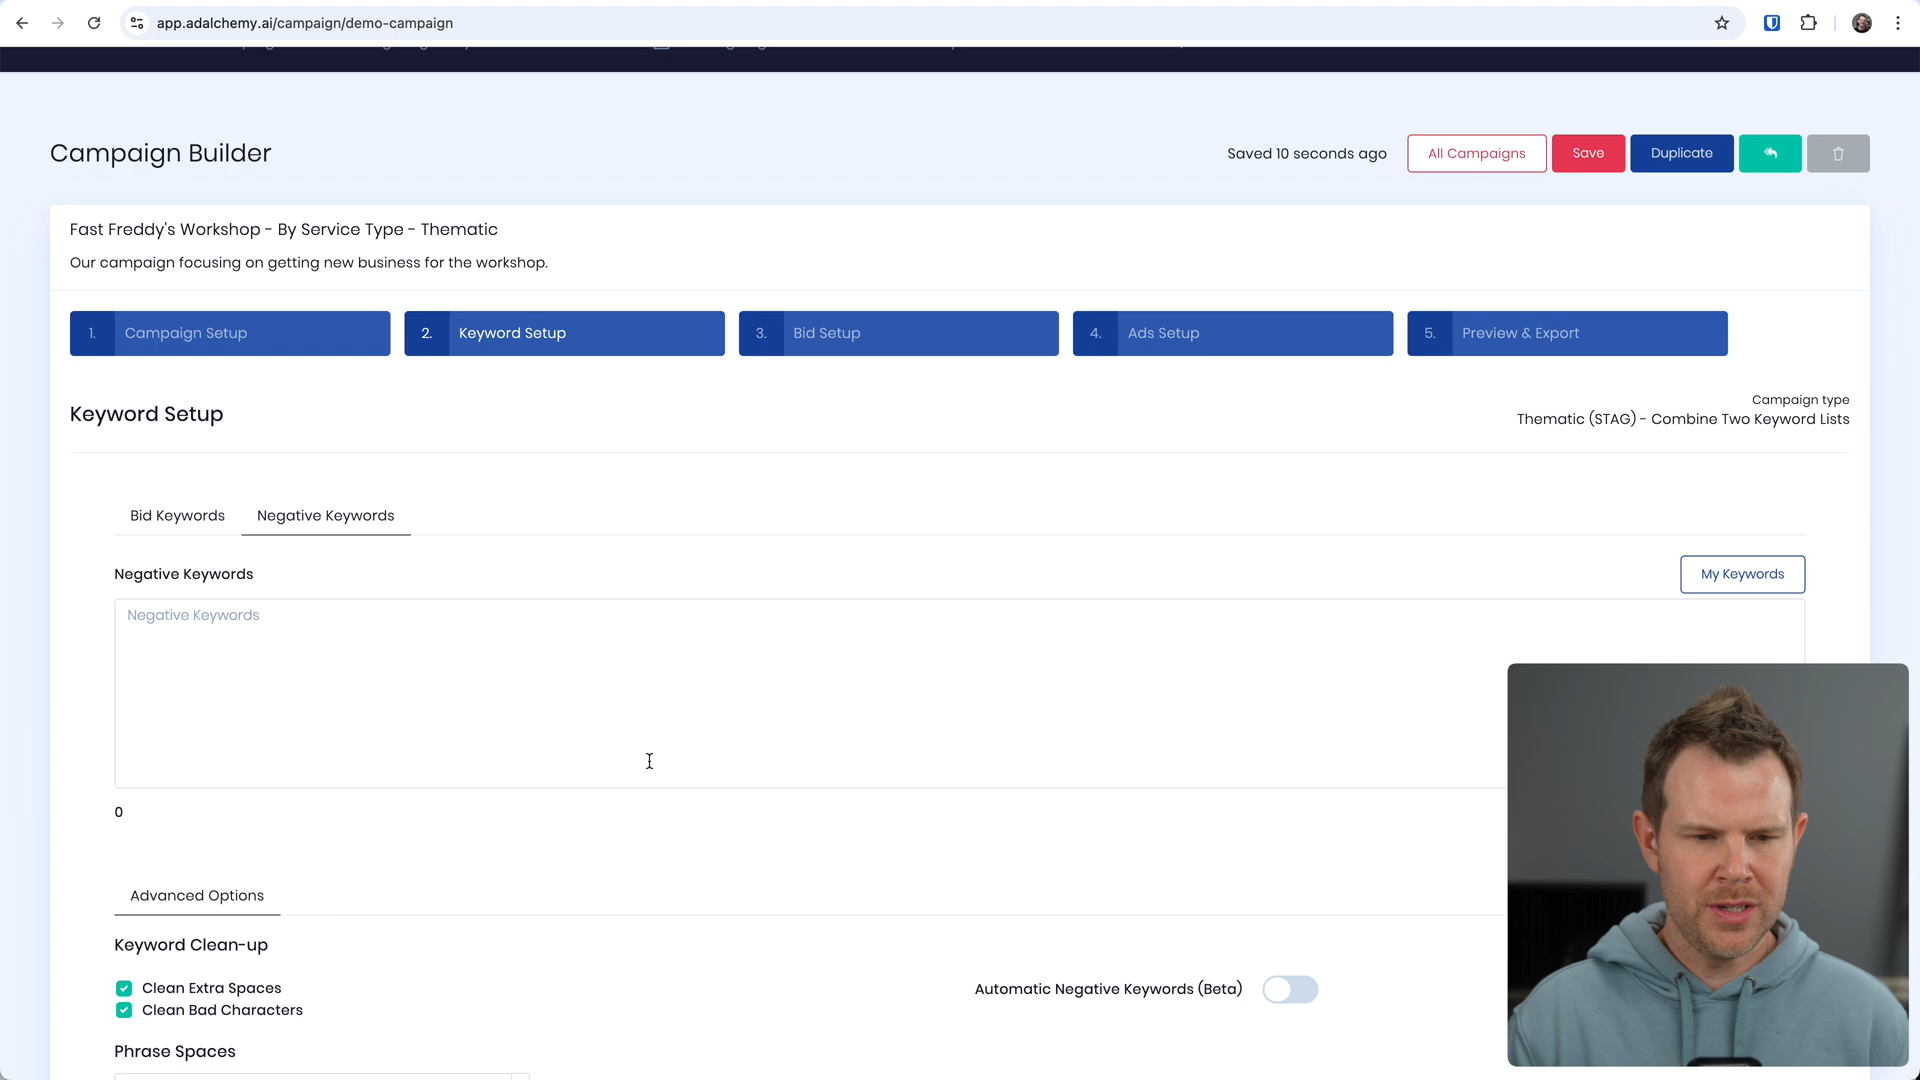 app.adalchemy.ai/campaign/demo-campaign
Campaign Builder
Saved 10 seconds ago
All Campaigns
Save
Duplicate
Fast Freddy's Workshop - By Service Type - Thematic
Our campaign focusing on getting new business for the workshop.
1. Campaign Setup
2. Keyword Setup
3. Bid Setup
4. Ads Setup
5. Preview & Export
Keyword Setup
Campaign type
Thematic (STAG) - Combine Two Keyword Lists
Bid Keywords
Negative Keywords
Negative Keywords
My Keywords
Negative Keywords
0
Advanced Options
Keyword Clean-up
Clean Extra Spaces
Automatic Negative Keywords (Beta)
Clean Bad Characters
Phrase Spaces